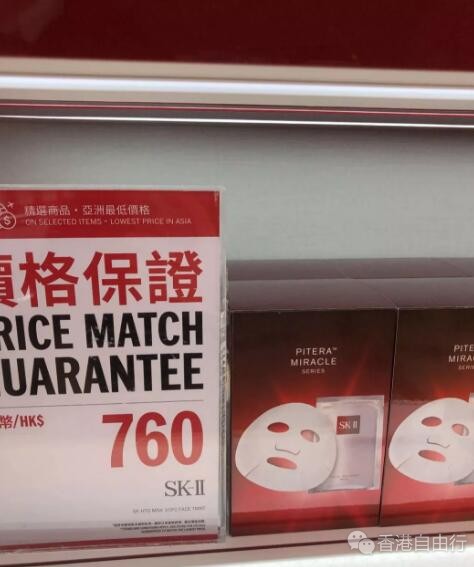 精選商品・亞洲最低價格
ON SELECTED ITEMS - LOWEST PRICE IN ASIA
價格保證
RICE MATCH
UARANTEE
幣/HK$
760
SK-II
PITERA™
MIRACLE
SERIES
SK-II
PITERA
MIRAC
SERIES
香港自由行